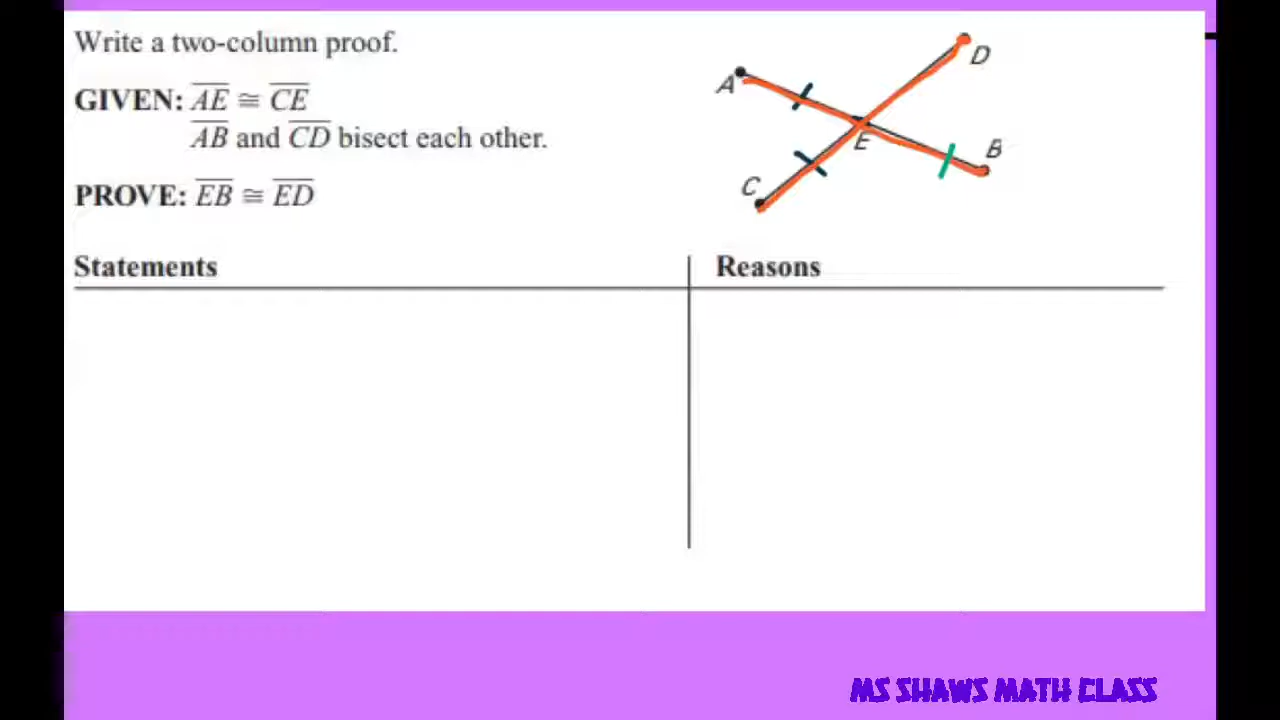 Write a two-column proof.
GIVEN: AE ≅ CE
AB and CD bisect each other.
PROVE: EB ≅ ED
A
D
E
B
C
Statements
Reasons
MS SHAWS MATH CLASS